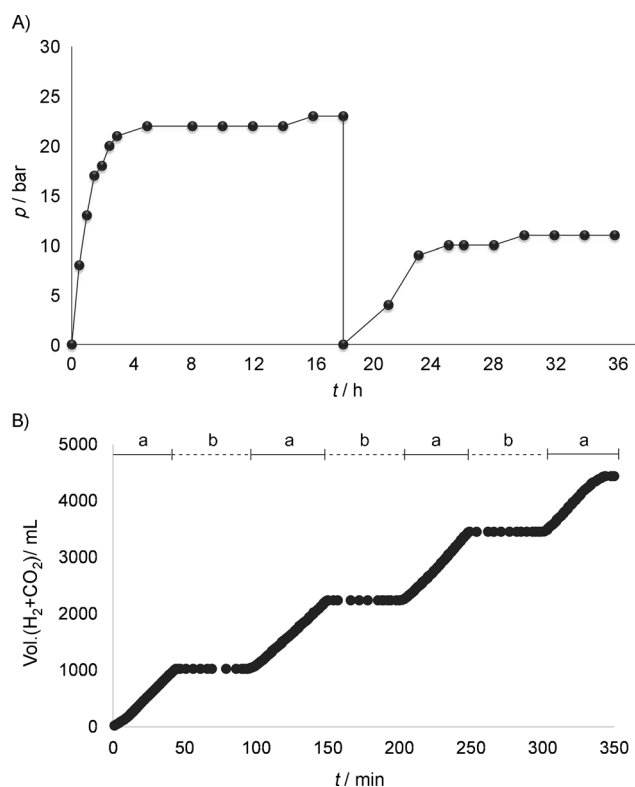 A)
30
25
20
15
10
5
0
p / bar
0 4 8 12 16 20 24 28 32 36
t / h
B)
a b a b a b a
5000
4000
3000
2000
1000
0
Vol.(H₂+CO₂)/ mL
0 50 100 150 200 250 300 350
t / min